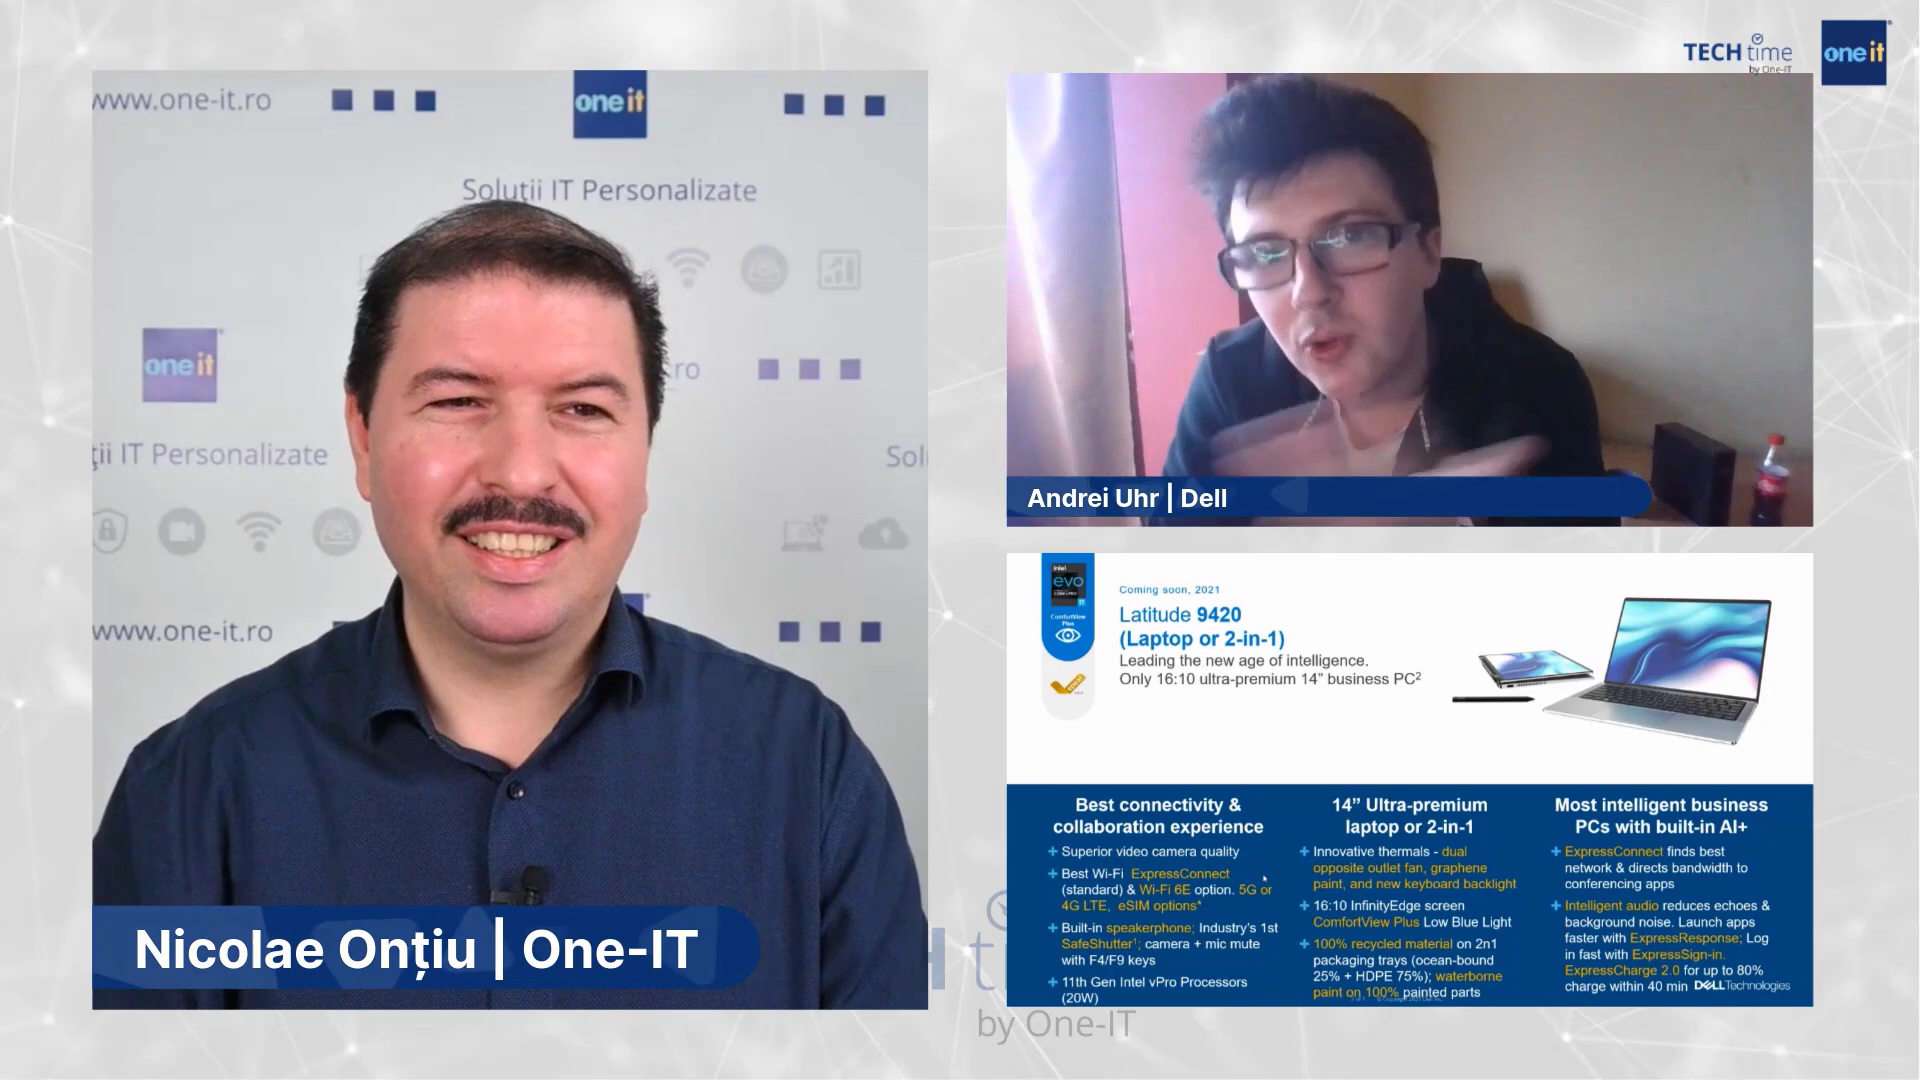 TECH time
by One-IT
one it
www.one-it.ro
one it
Soluții IT Personalizate
one it
.ro
ții IT Personalizate
Sol
www.one-it.ro
Nicolae Onțiu | One-IT
Andrei Uhr | Dell
intel
evo
ComfortView
Plus
Coming soon, 2021
Latitude 9420
(Laptop or 2-in-1)
Leading the new age of intelligence.
Only 16:10 ultra-premium 14” business PC²
Best connectivity &
collaboration experience
+ Superior video camera quality
+ Best Wi-Fi ExpressConnect
(standard) & Wi-Fi 6E option. 5G or
4G LTE, eSIM options*
+ Built-in speakerphone; Industry’s 1st
SafeShutter¹; camera + mic mute
with F4/F9 keys
+ 11th Gen Intel vPro Processors
(20W)
14” Ultra-premium
laptop or 2-in-1
+ Innovative thermals - dual
opposite outlet fan, graphene
paint, and new keyboard backlight
+ 16:10 InfinityEdge screen
ComfortView Plus Low Blue Light
+ 100% recycled material on 2n1
packaging trays (ocean-bound
25% + HDPE 75%); waterborne
paint on 100% painted parts
Most intelligent business
PCs with built-in AI+
+ ExpressConnect finds best
network & directs bandwidth to
conferencing apps
+ Intelligent audio reduces echoes &
background noise. Launch apps
faster with ExpressResponse; Log
in fast with ExpressSign-in.
ExpressCharge 2.0 for up to 80%
charge within 40 min
DELLTechnologies
H ti
by One-IT